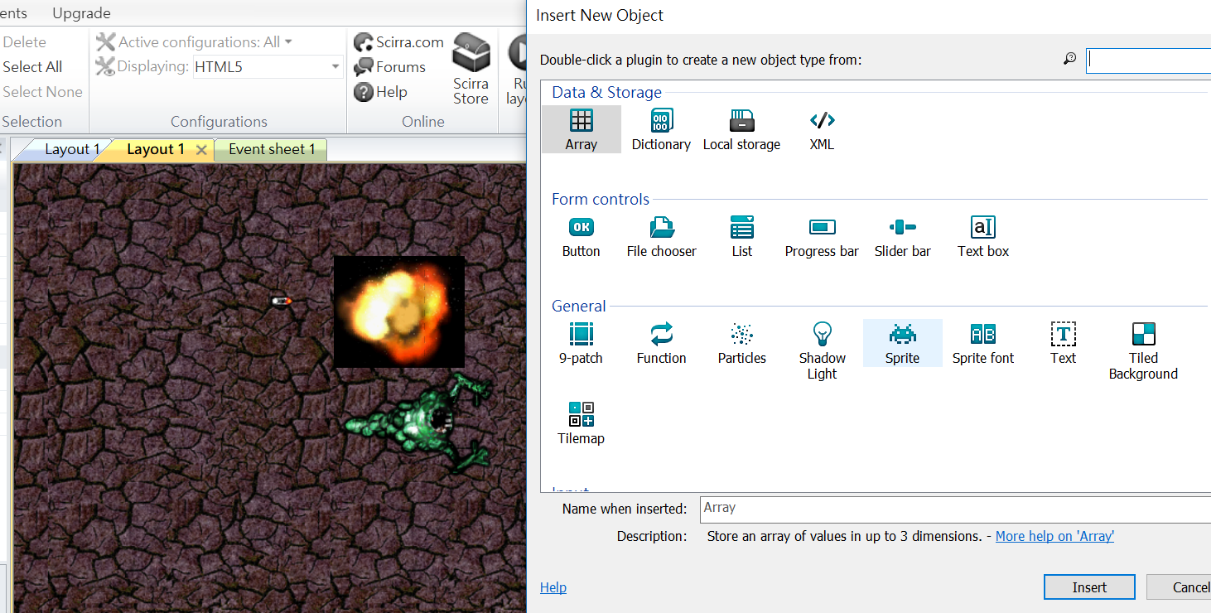 ents Upgrade
Delete
Select All
Select None
Selection
Active configurations: All
Displaying: HTML5
Configurations
Scirra.com
Forums
Help
Scirra
Store
Online
Ru
layo
Layout 1
Layout 1
Event sheet 1
Insert New Object
Double-click a plugin to create a new object type from:
Data & Storage
Array Dictionary Local storage XML
Form controls
OK
aI
Button File chooser List Progress bar Slider bar Text box
General
9-patch Function Particles Shadow Light Sprite Sprite font Text Tiled Background
Tilemap
Name when inserted: Array
Description: Store an array of values in up to 3 dimensions. - More help on 'Array'
Help
Insert Cancel